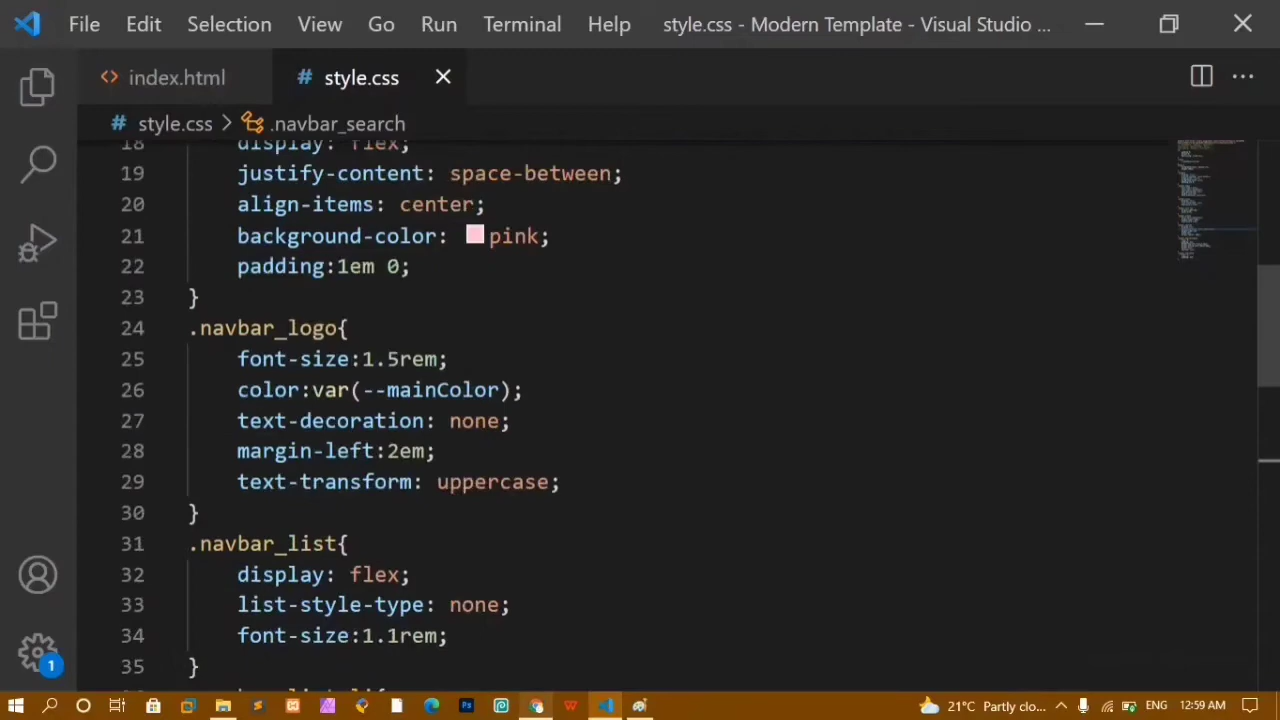 File Edit Selection View Go Run Terminal Help style.css - Modern Template - Visual Studio ...
index.html
# style.css
# style.css > .navbar_search
18 display: flex;
19 justify-content: space-between;
20 align-items: center;
21 background-color: pink;
22 padding:1em 0;
23 }
24 .navbar_logo{
25 font-size:1.5rem;
26 color:var(--mainColor);
27 text-decoration: none;
28 margin-left:2em;
29 text-transform: uppercase;
30 }
31 .navbar_list{
32 display: flex;
33 list-style-type: none;
34 font-size:1.1rem;
35 }
1
21°C Partly clo... ENG 12:59 AM